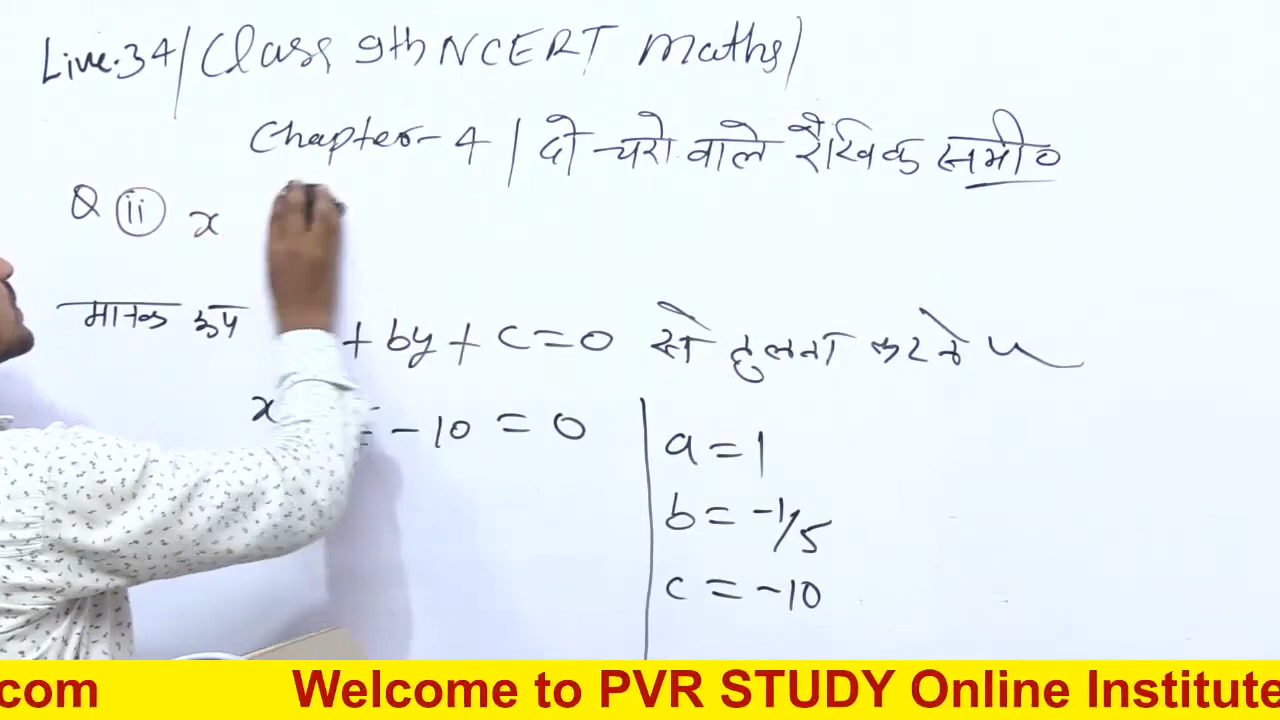 Live.34/Class 9th NCERT Maths/
Chapter-4 | दो चरो वाले रैखिक समी०
Q (ii) x
मानक रूप + by + c = 0 से तुलना करने
x = -10 = 0
a = 1
b = -1/5
c = -10
.com Welcome to PVR STUDY Online Institute